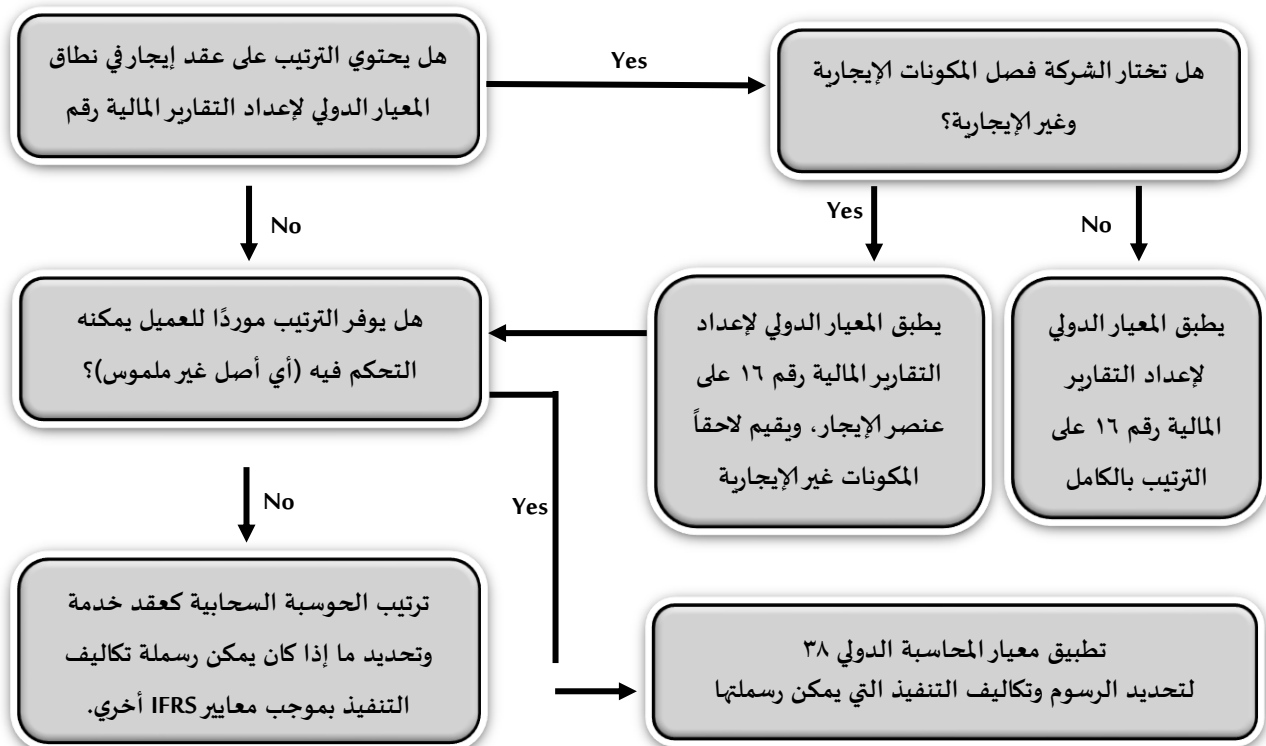 هل يحتوي الترتيب على عقد إيجار في نطاق
المعيار الدولي لإعداد التقارير المالية رقم
Yes
هل تختار الشركة فصل المكونات الإيجارية
وغير الإيجارية؟
No
Yes
No
هل يوفر الترتيب موردًا للعميل يمكنه
التحكم فيه (أي أصل غير ملموس)؟
يطبق المعيار الدولي لإعداد
التقارير المالية رقم ١٦ على
عنصر الإيجار، ويقيم لاحقاً
المكونات غير الإيجارية
يطبق المعيار الدولي
لإعداد التقارير
المالية رقم ١٦ على
الترتيب بالكامل
No
Yes
ترتيب الحوسبة السحابية كعقد خدمة
وتحديد ما إذا كان يمكن رسملة تكاليف
التنفيذ بموجب معايير IFRS أخري.
تطبيق معيار المحاسبة الدولي ٣٨
لتحديد الرسوم وتكاليف التنفيذ التي يمكن رسملتها